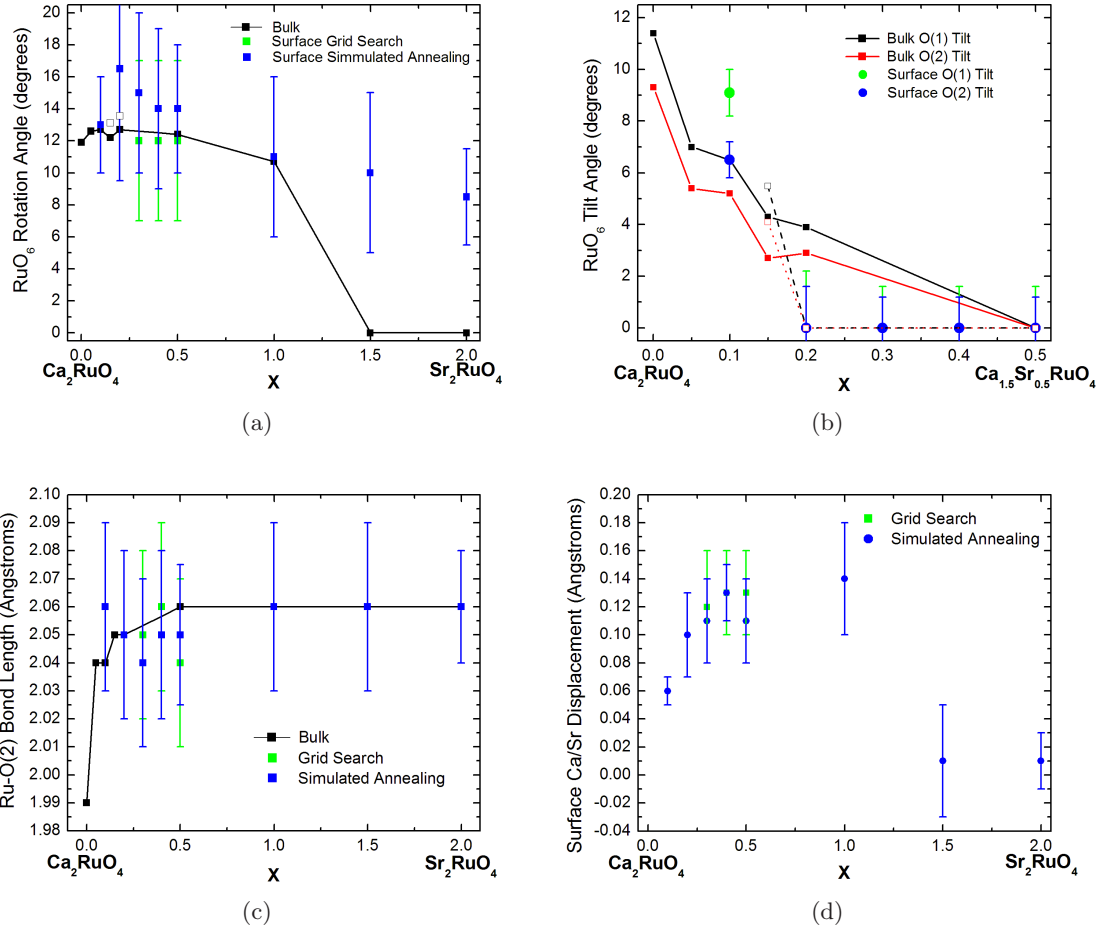 RuO6 Rotation Angle (degrees)
20
18
16
14
12
10
8
6
4
2
0
Bulk
Surface Grid Search
Surface Simmulated Annealing
0.0 0.5 1.0 1.5 2.0
Ca2RuO4 X Sr2RuO4
(a)
RuO6 Tilt Angle (degrees)
12
10
8
6
4
2
0
Bulk O(1) Tilt
Bulk O(2) Tilt
Surface O(1) Tilt
Surface O(2) Tilt
0.0 0.1 0.2 0.3 0.4 0.5
Ca2RuO4 X Ca1.5Sr0.5RuO4
(b)
Ru-O(2) Bond Length (Angstroms)
2.10
2.09
2.08
2.07
2.06
2.05
2.04
2.03
2.02
2.01
2.00
1.99
1.98
Bulk
Grid Search
Simulated Annealing
0.0 0.5 1.0 1.5 2.0
Ca2RuO4 X Sr2RuO4
(c)
Surface Ca/Sr Displacement (Angstroms)
0.20
0.18
0.16
0.14
0.12
0.10
0.08
0.06
0.04
0.02
0.00
-0.02
-0.04
Grid Search
Simulated Annealing
0.0 0.5 1.0 1.5 2.0
Ca2RuO4 X Sr2RuO4
(d)